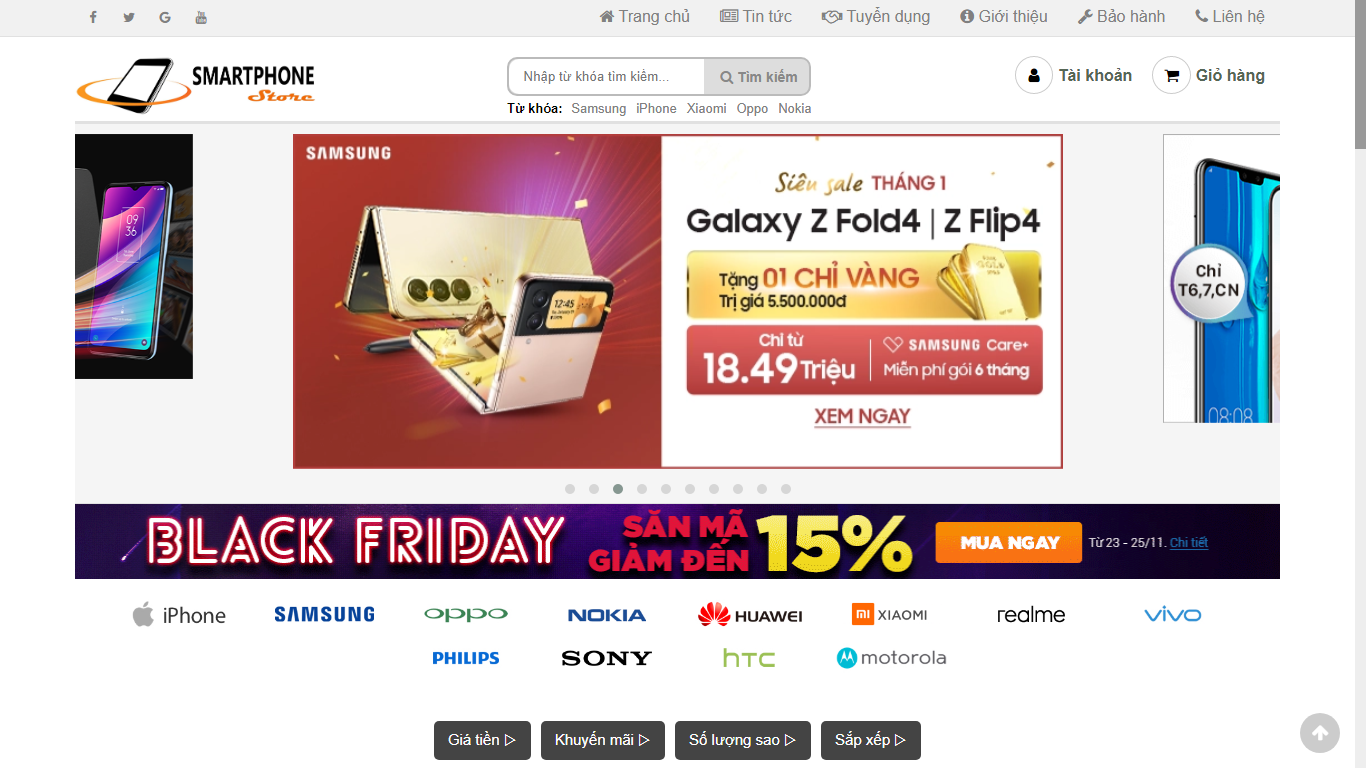 Trang chủ Tin tức Tuyển dụng Giới thiệu Bảo hành Liên hệ
SMARTPHONE
Store
Nhập từ khóa tìm kiếm... Tìm kiếm
Tài khoản Giỏ hàng
Từ khóa: Samsung iPhone Xiaomi Oppo Nokia
09
36
SAMSUNG
Siêu sale THÁNG 1
Galaxy Z Fold4 | Z Flip4
Tặng 01 CHỈ VÀNG
Trị giá 5.500.000đ
Chỉ từ
18.49 Triệu
SAMSUNG Care+
Miễn phí gói 6 tháng
XEM NGAY
12:45
GOLD
Chỉ
T6,7,CN
08:08
BLACK FRIDAY
SĂN MÃ
GIẢM ĐẾN
15%
MUA NGAY
Từ 23 - 25/11. Chi tiết
iPhone SAMSUNG oppo NOKIA HUAWEI mi XIAOMI realme vivo
PHILIPS SONY hTC motorola
Giá tiền ▷ Khuyến mãi ▷ Số lượng sao ▷ Sắp xếp ▷